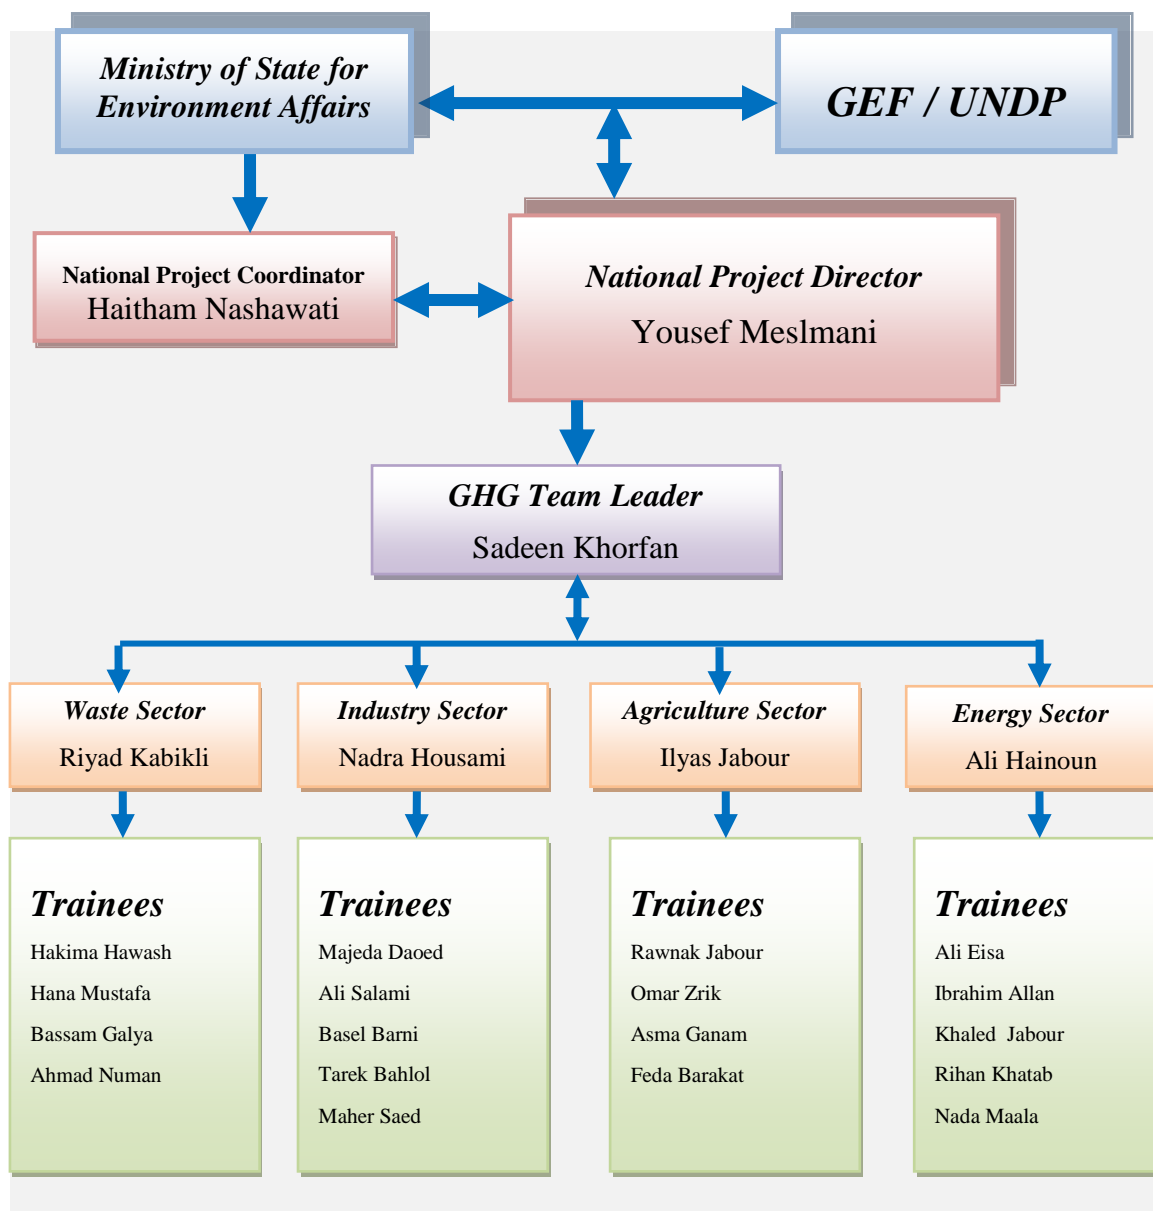 Ministry of State for
Environment Affairs
GEF / UNDP
National Project Coordinator
Haitham Nashawati
National Project Director
Yousef Meslmani
GHG Team Leader
Sadeen Khorfan
Waste Sector
Riyad Kabikli
Industry Sector
Nadra Housami
Agriculture Sector
Ilyas Jabour
Energy Sector
Ali Hainoun
Trainees
Hakima Hawash
Hana Mustafa
Bassam Galya
Ahmad Numan
Trainees
Majeda Daoed
Ali Salami
Basel Barni
Tarek Bahlol
Maher Saed
Trainees
Rawnak Jabour
Omar Zrik
Asma Ganam
Feda Barakat
Trainees
Ali Eisa
Ibrahim Allan
Khaled  Jabour
Rihan Khatab
Nada Maala